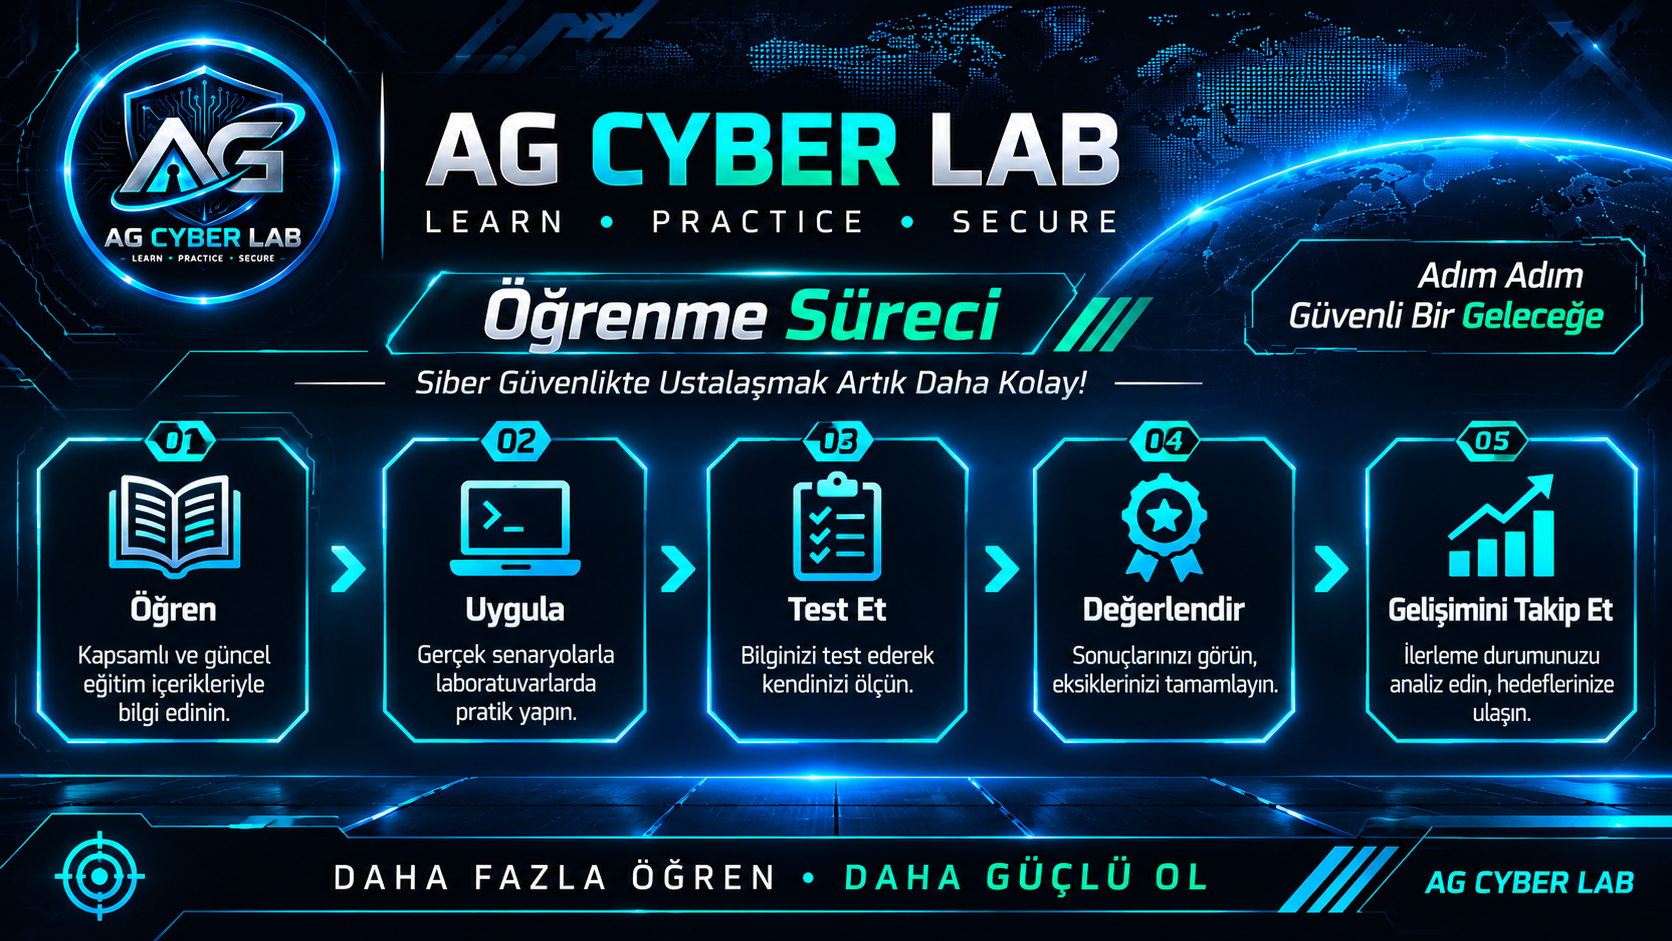 AG
AG CYBER LAB
LEARN • PRACTICE • SECURE
AG CYBER LAB
LEARN • PRACTICE • SECURE
Öğrenme Süreci
Adım Adım
Güvenli Bir Geleceğe
Siber Güvenlikte Ustalaşmak Artık Daha Kolay!
01
Öğren
Kapsamlı ve güncel
eğitim içerikleriyle
bilgi edinin.
02
Uygula
Gerçek senaryolarla
laboratuvarlarda
pratik yapın.
03
Test Et
Bilginizi test ederek
kendinizi ölçün.
04
Değerlendir
Sonuçlarınızı görün,
eksiklerinizi tamamlayın.
05
Gelişimini Takip Et
İlerleme durumunuzu
analiz edin, hedeflerinize
ulaşın.
DAHA FAZLA ÖĞREN • DAHA GÜÇLÜ OL
AG CYBER LAB